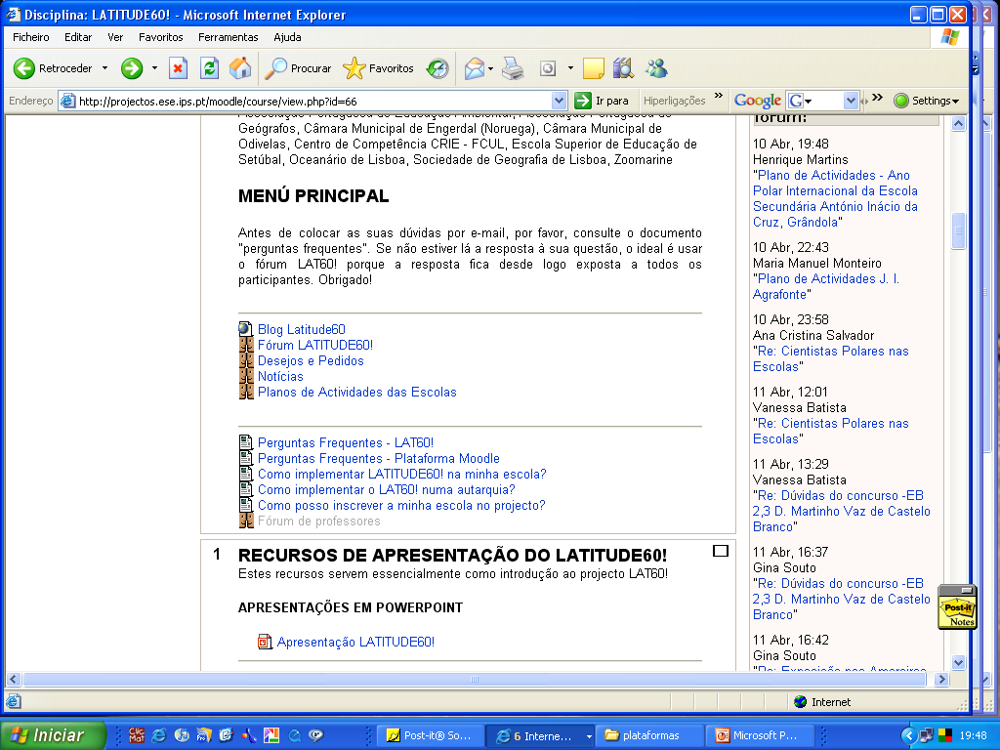 Disciplina: LATITUDE60! - Microsoft Internet Explorer
Ficheiro Editar Ver Favoritos Ferramentas Ajuda
Retroceder Procurar Favoritos
Endereço http://projectos.ese.ips.pt/moodle/course/view.php?id=66 Ir para Hiperligações » Google G Settings
Geógrafos, Câmara Municipal de Engerdal (Noruega), Câmara Municipal de
Odivelas, Centro de Competência CRIE - FCUL, Escola Superior de Educação de
Setúbal, Oceanário de Lisboa, Sociedade de Geografia de Lisboa, Zoomarine
MENÚ PRINCIPAL
Antes de colocar as suas dúvidas por e-mail, por favor, consulte o documento
"perguntas frequentes". Se não estiver lá a resposta à sua questão, o ideal é usar
o fórum LAT60! porque a resposta fica desde logo exposta a todos os
participantes. Obrigado!
Blog Latitude60
Fórum LATITUDE60!
Desejos e Pedidos
Notícias
Planos de Actividades das Escolas
Perguntas Frequentes - LAT60!
Perguntas Frequentes - Plataforma Moodle
Como implementar LATITUDE60! na minha escola?
Como implementar o LAT60! numa autarquia?
Como posso inscrever a minha escola no projecto?
Fórum de professores
1 RECURSOS DE APRESENTAÇÃO DO LATITUDE60!
Estes recursos servem essencialmente como introdução ao projecto LAT60!
APRESENTAÇÕES EM POWERPOINT
Apresentação LATITUDE60!
fórum:
10 Abr, 19:48
Henrique Martins
"Plano de Actividades - Ano
Polar Internacional da Escola
Secundária António Inácio da
Cruz, Grândola"
10 Abr, 22:43
Maria Manuel Monteiro
"Plano de Actividades J. I.
Agrafonte"
10 Abr, 23:58
Ana Cristina Salvador
"Re: Cientistas Polares nas
Escolas"
11 Abr, 12:01
Vanessa Batista
"Re: Cientistas Polares nas
Escolas"
11 Abr, 13:29
Vanessa Batista
"Re: Dúvidas do concurso -EB
2,3 D. Martinho Vaz de Castelo
Branco"
11 Abr, 16:37
Gina Souto
"Re: Dúvidas do concurso -EB
2,3 D. Martinho Vaz de Castelo
Branco"
11 Abr, 16:42
Gina Souto
Post-it
Notes
Internet
Iniciar Post-it® So... 6 Interne... plataformas Microsoft P... 19:48